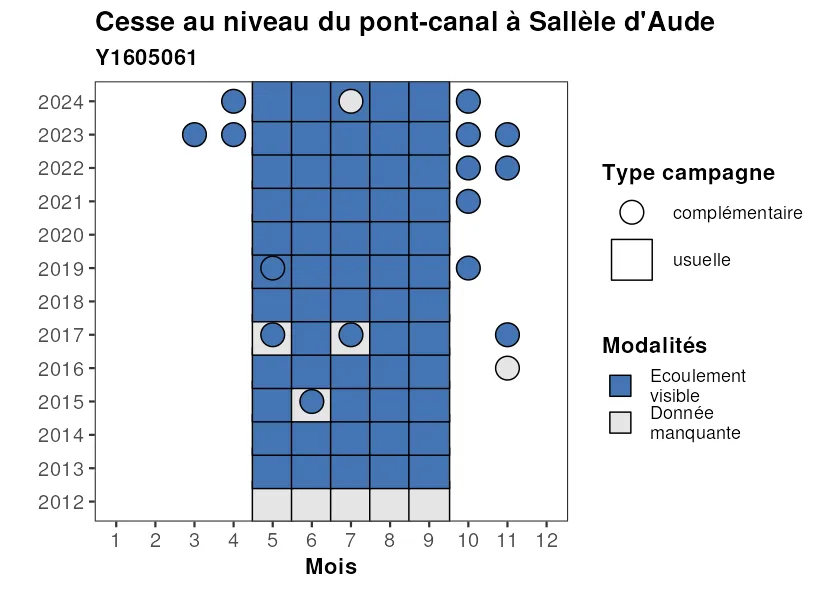 Cesse au niveau du pont-canal à Sallèle d'Aude
Y1605061
2024
2023
2022
2021
2020
2019
2018
2017
2016
2015
2014
2013
2012
1 2 3 4 5 6 7 8 9 10 11 12
Mois
Type campagne
complémentaire
usuelle
Modalités
Ecoulement
visible
Donnée
manquante